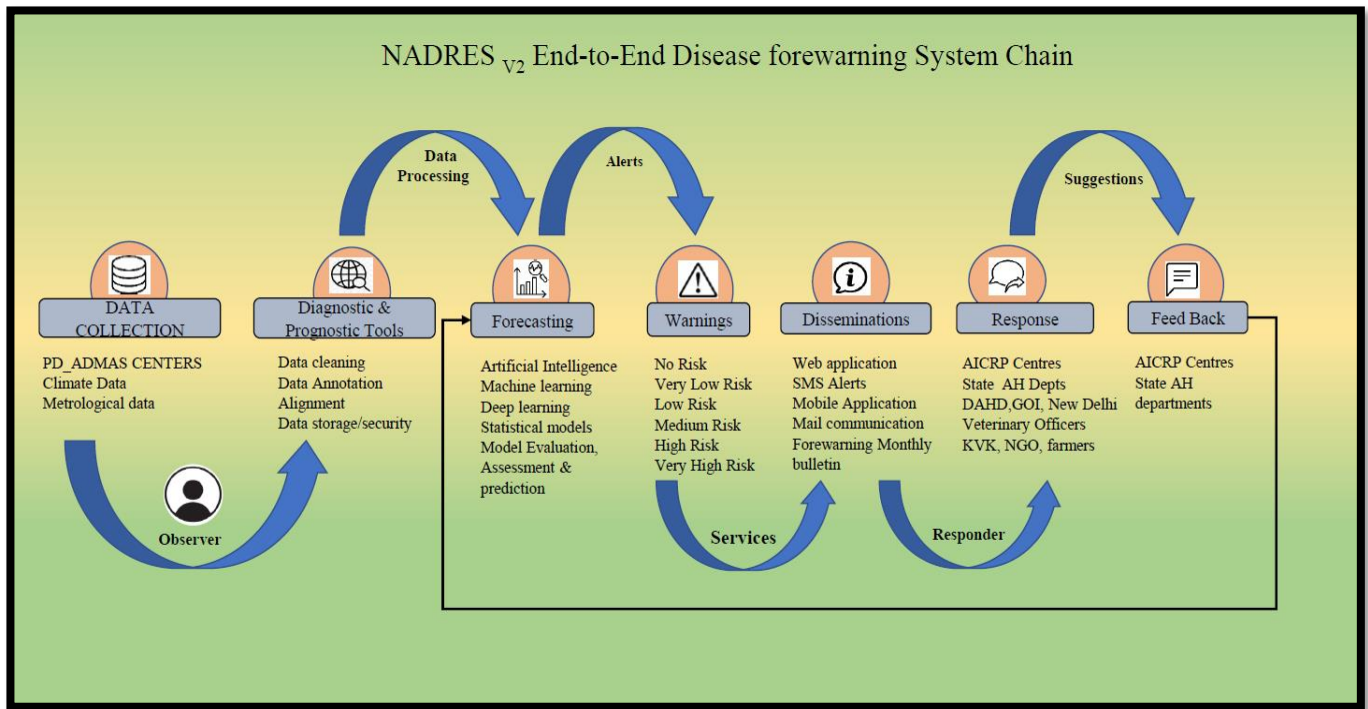 NADRES V2 End-to-End Disease forewarning System Chain
Data
Processing
Alerts
Suggestions
DATA
COLLECTION
Diagnostic &
Prognostic Tools
Forecasting
Warnings
Disseminations
Response
Feed Back
PD_ADMAS CENTERS
Climate Data
Metrological data
Data cleaning
Data Annotation
Alignment
Data storage/security
Artificial Intelligence
Machine learning
Deep learning
Statistical models
Model Evaluation,
Assessment &
prediction
No Risk
Very Low Risk
Low Risk
Medium Risk
High Risk
Very High Risk
Web application
SMS Alerts
Mobile Application
Mail communication
Forewarning Monthly
bulletin
AICRP Centres
State AH Depts
DAHD,GOI, New Delhi
Veterinary Officers
KVK, NGO, farmers
AICRP Centres
State AH
departments
Observer
Services
Responder